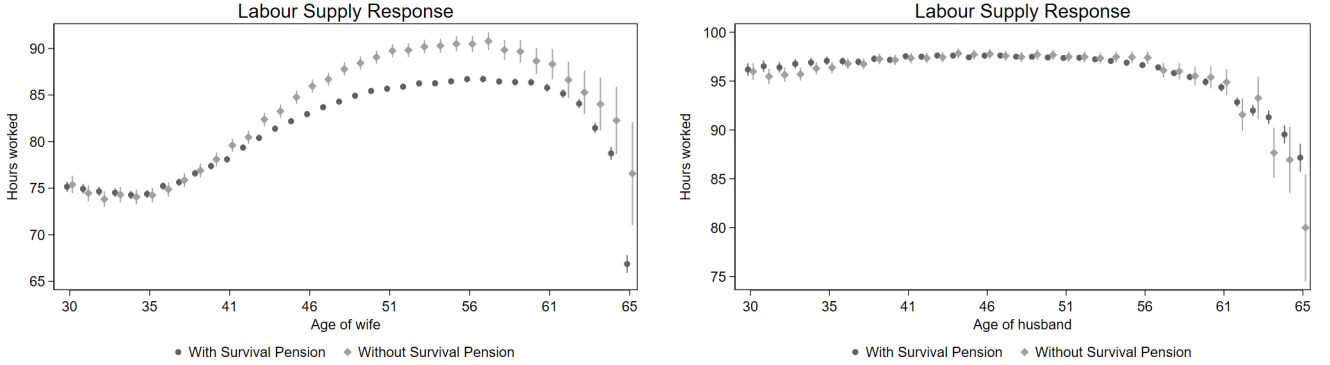 Labour Supply Response
Hours worked
90
85
80
75
70
65
30 35 41 46 51 56 61 65
Age of wife
With Survival Pension Without Survival Pension
Labour Supply Response
Hours worked
100
95
90
85
80
75
30 35 41 46 51 56 61 65
Age of husband
With Survival Pension Without Survival Pension